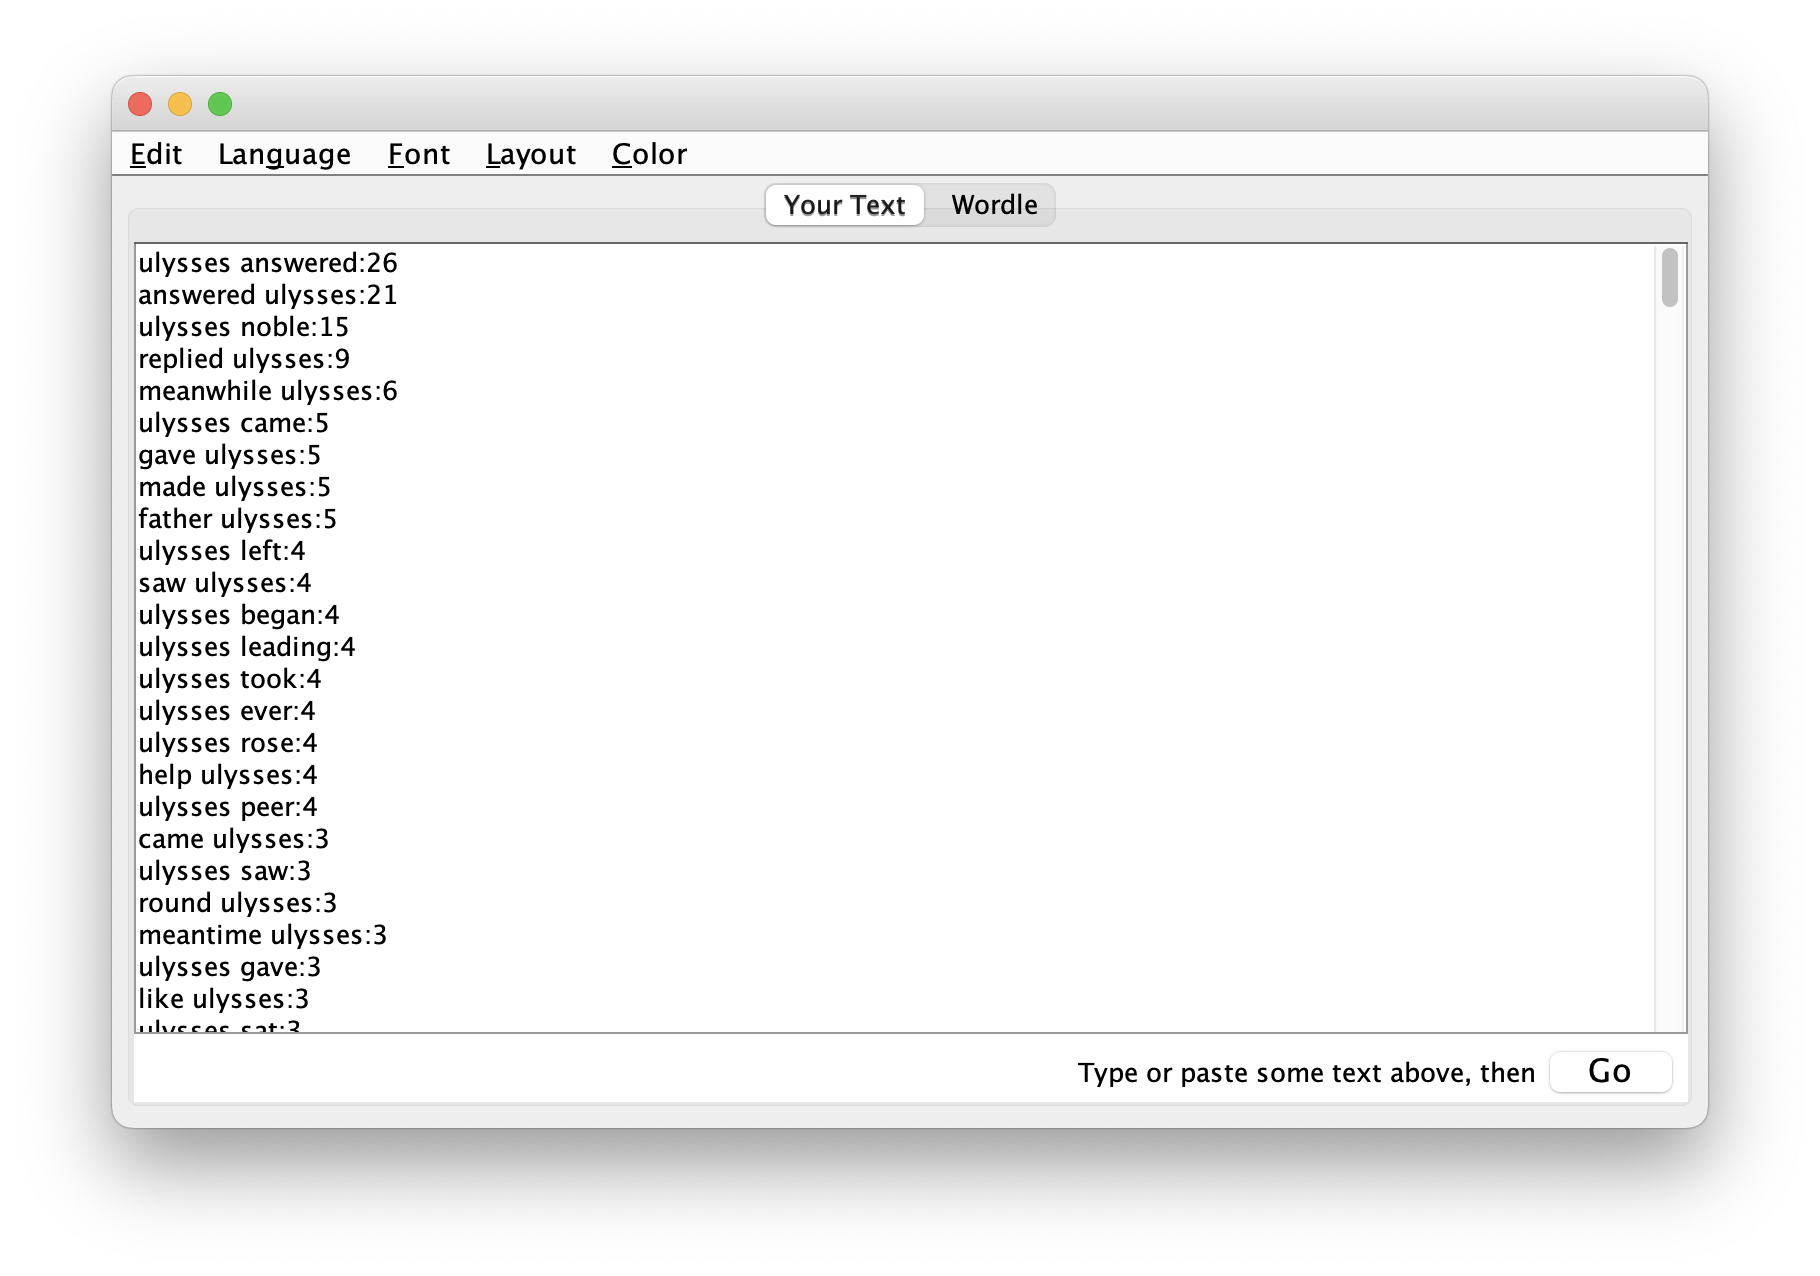 Edit Language Font Layout Color
Your Text Wordle
ulysses answered:26
answered ulysses:21
ulysses noble:15
replied ulysses:9
meanwhile ulysses:6
ulysses came:5
gave ulysses:5
made ulysses:5
father ulysses:5
ulysses left:4
saw ulysses:4
ulysses began:4
ulysses leading:4
ulysses took:4
ulysses ever:4
ulysses rose:4
help ulysses:4
ulysses peer:4
came ulysses:3
ulysses saw:3
round ulysses:3
meantime ulysses:3
ulysses gave:3
like ulysses:3
ulysses sat:3
Type or paste some text above, then Go